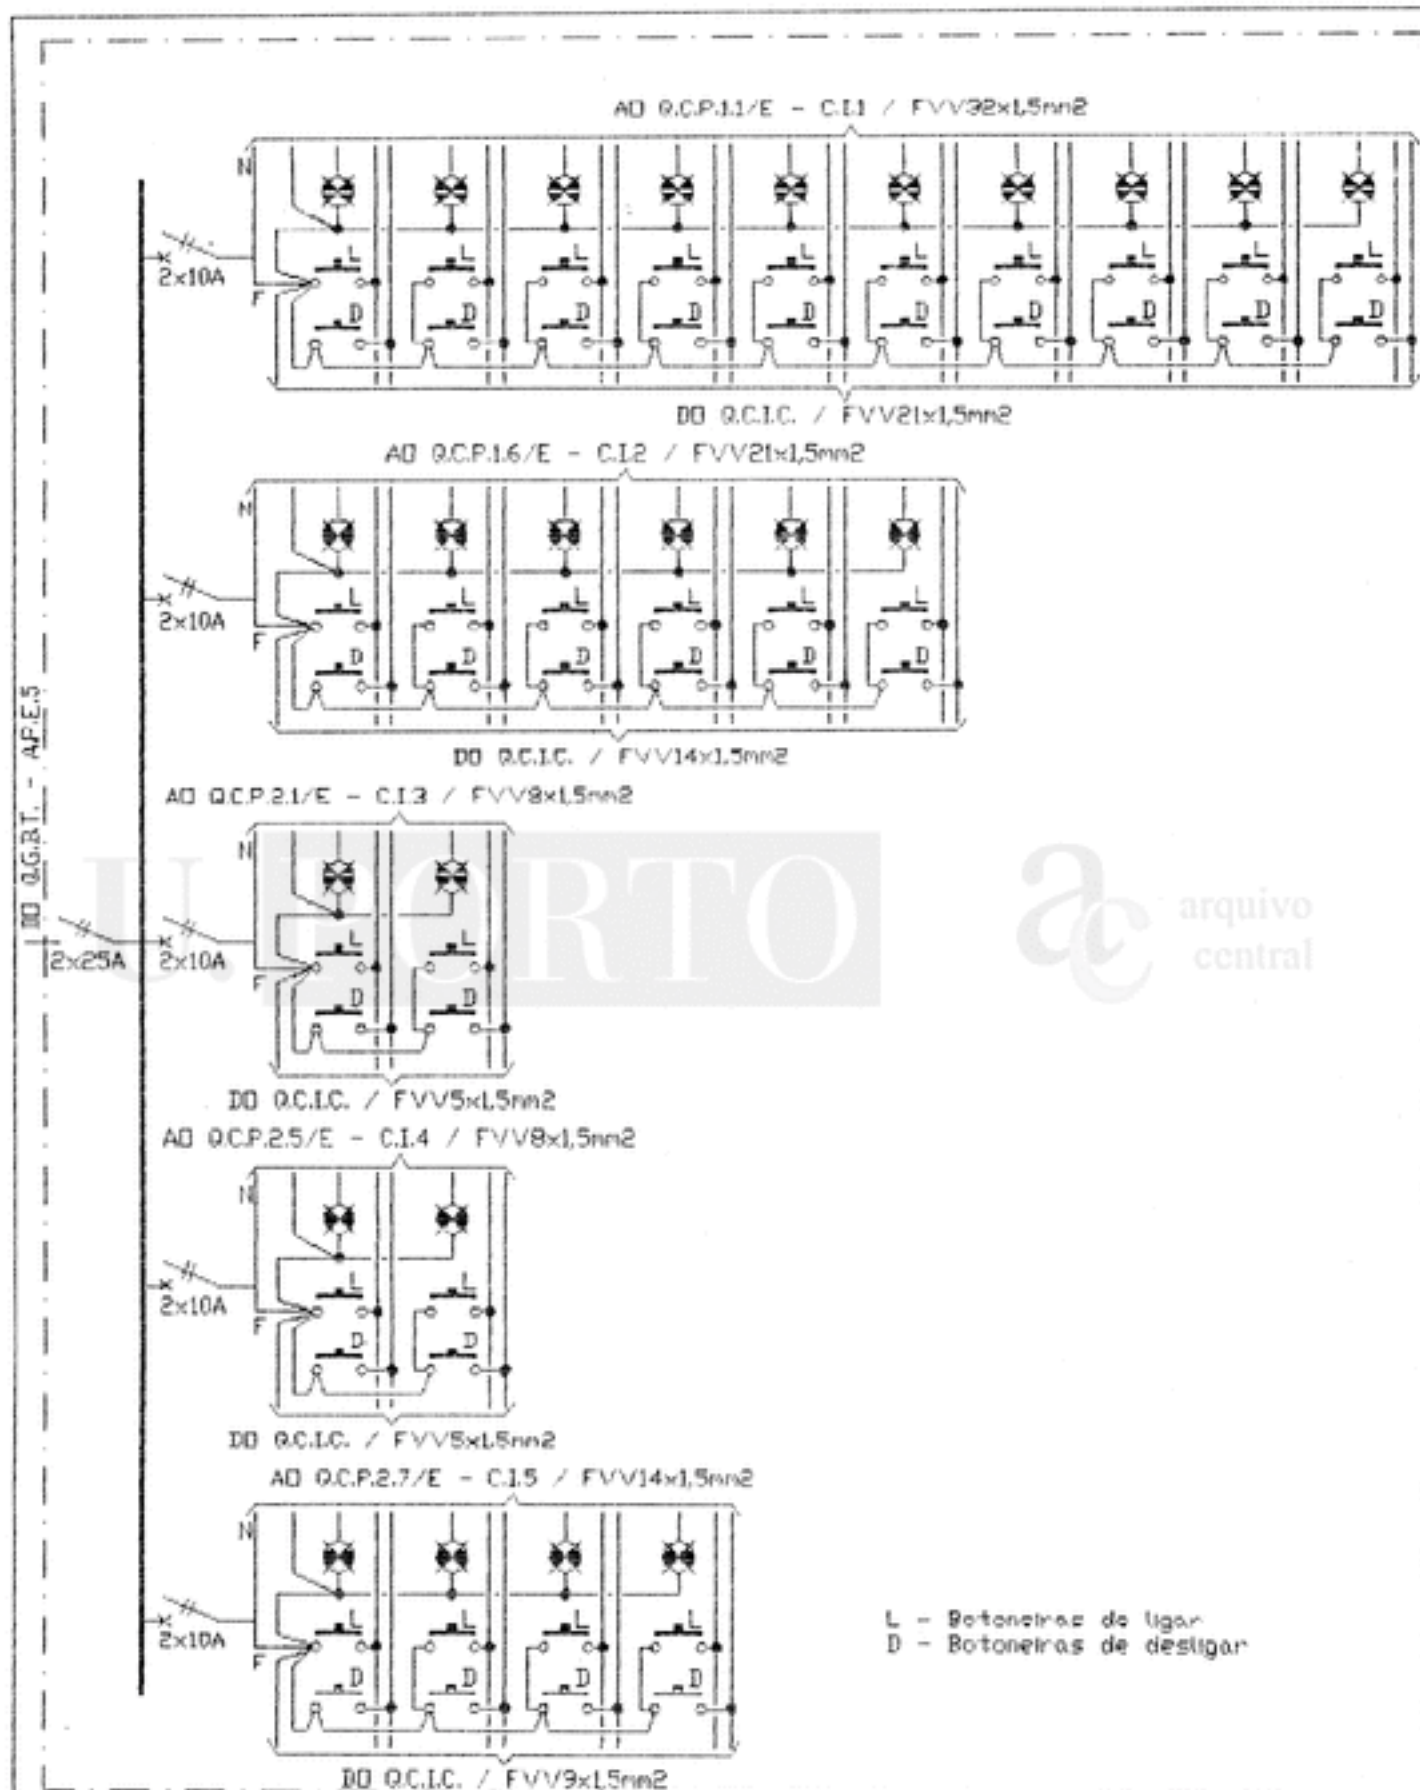 AO Q.C.P.1.1/E - C.I.1 / FVV32x1,5mm2
N
L L L L L L L L L L
2x10A
F
D D D D D D D D D D
DO Q.C.I.C. / FVV21x1,5mm2
AO Q.C.P.1.6/E - C.I.2 / FVV21x1,5mm2
N
L L L L L L
2x10A
F
D D D D D D
DO Q.C.I.C. / FVV14x1,5mm2
DO Q.G.B.T. - A.P.E.5
AO Q.C.P.2.1/E - C.I.3 / FVV8x1,5mm2
N
U. PORTO
ac arquivo
central
L L
2x25A 2x10A
F
D D
DO Q.C.I.C. / FVV5x1,5mm2
AO Q.C.P.2.5/E - C.I.4 / FVV8x1,5mm2
N
L L
2x10A
F
D D
DO Q.C.I.C. / FVV5x1,5mm2
AO Q.C.P.2.7/E - C.I.5 / FVV14x1,5mm2
N
L L L L
2x10A
F
D D D D
DO Q.C.I.C. / FVV9x1,5mm2
L - Botoneiras de ligar
D - Botoneiras de desligar